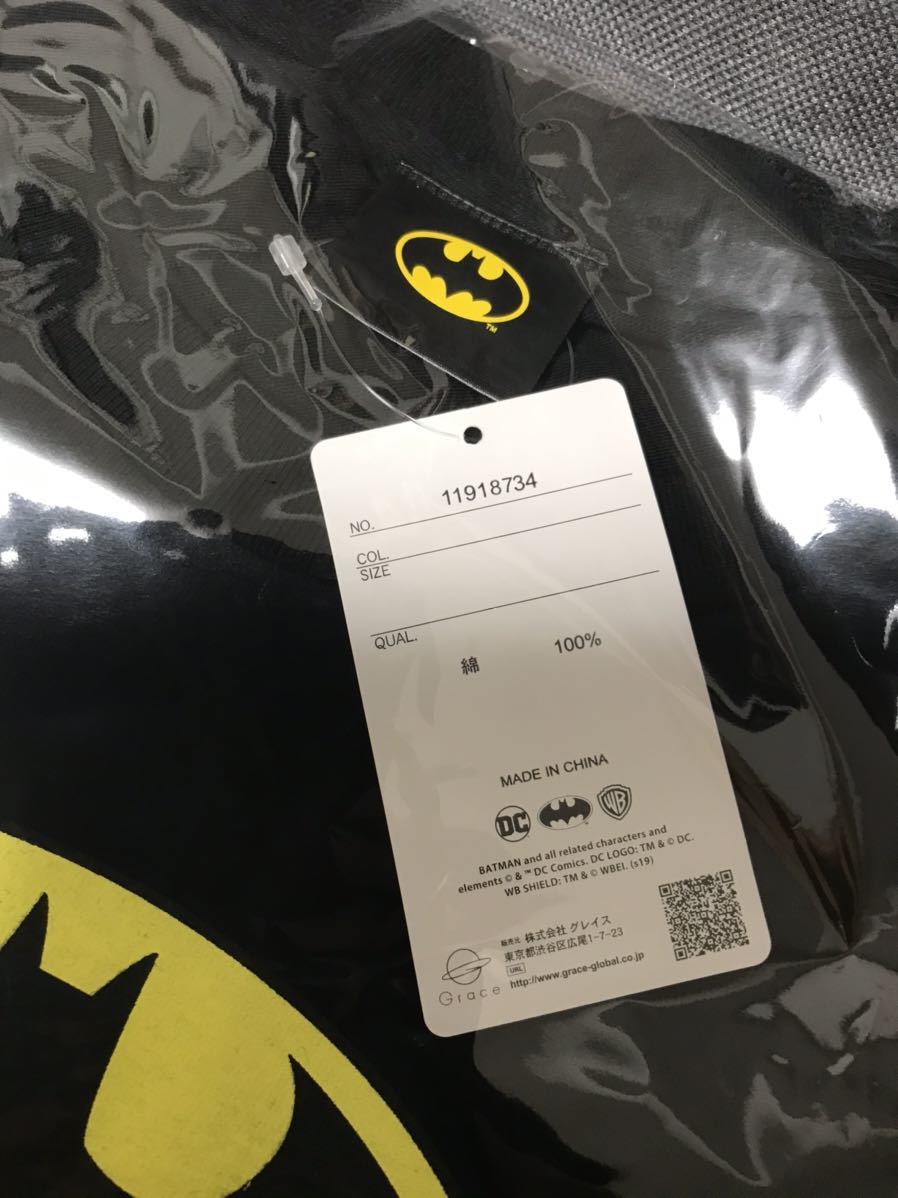 TM
NO. 11918734
COL.
SIZE
QUAL.
綿 100%
MADE IN CHINA
DC WB
BATMAN and all related characters and
elements © & ™ DC Comics. DC LOGO: TM & © DC.
WB SHIELD: TM & © WBEI. (s19)
販売元 株式会社 グレイス
東京都渋谷区広尾1-7-23
URL
http://www.grace-global.co.jp
Grace